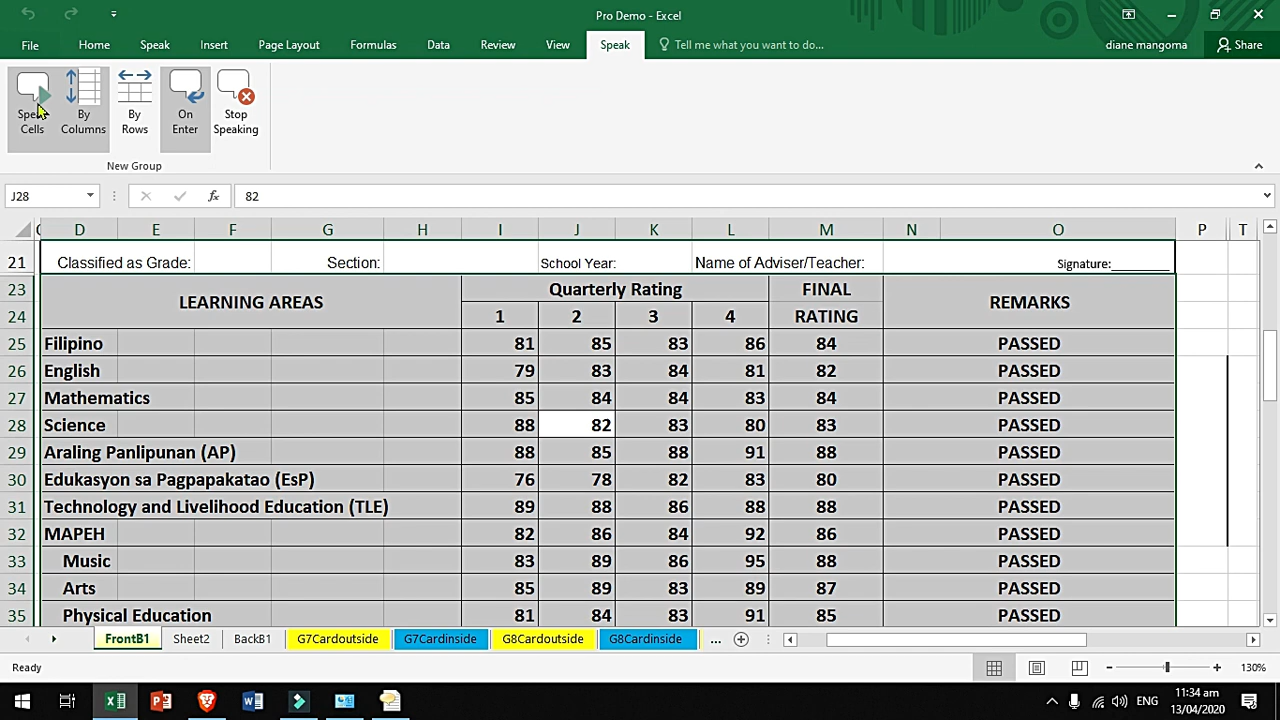 Pro Demo - Excel
diane mangoma
Share
File Home Speak Insert Page Layout Formulas Data Review View Speak Tell me what you want to do...
Speak Cells
By Columns
By Rows
On Enter
Stop Speaking
New Group
J28 fx 82
D E F G H I J K L M N O P T
21 Classified as Grade: Section: School Year: Name of Adviser/Teacher: Signature:________
23 LEARNING AREAS Quarterly Rating FINAL REMARKS
24 1 2 3 4 RATING
25 Filipino 81 85 83 86 84 PASSED
26 English 79 83 84 81 82 PASSED
27 Mathematics 85 84 84 83 84 PASSED
28 Science 88 82 83 80 83 PASSED
29 Araling Panlipunan (AP) 88 85 88 91 88 PASSED
30 Edukasyon sa Pagpapakatao (EsP) 76 78 82 83 80 PASSED
31 Technology and Livelihood Education (TLE) 89 88 86 88 88 PASSED
32 MAPEH 82 86 84 92 86 PASSED
33 Music 83 89 86 95 88 PASSED
34 Arts 85 89 83 89 87 PASSED
35 Physical Education 81 84 83 91 85 PASSED
FrontB1 Sheet2 BackB1 G7Cardoutside G7Cardinside G8Cardoutside G8Cardinside ...
Ready 130%
ENG 11:34 am
13/04/2020